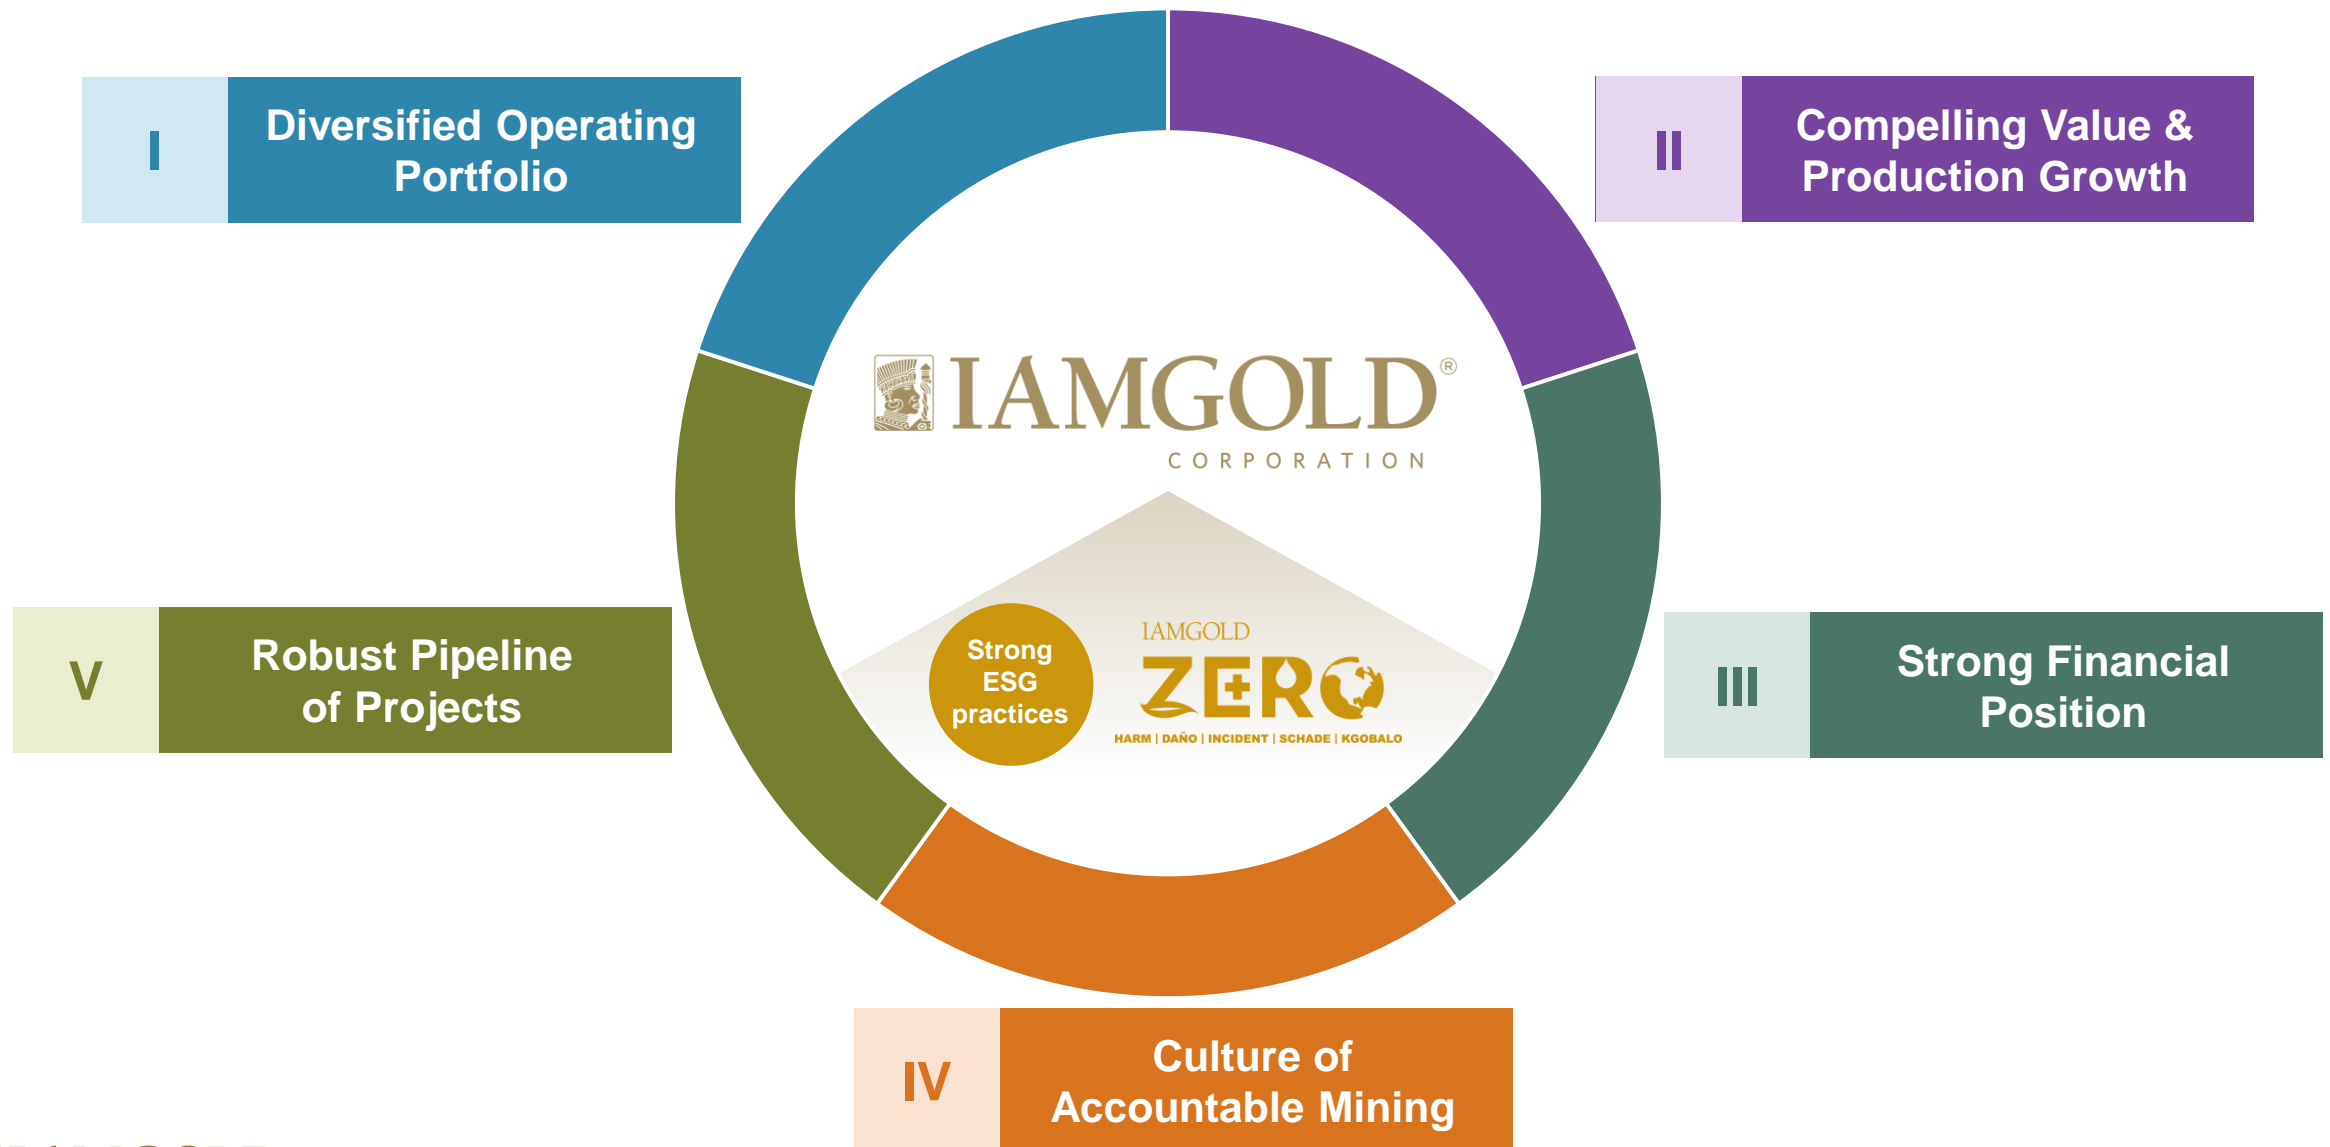 I
Diversified Operating
Portfolio
II
Compelling Value &
Production Growth
IAMGOLD®
CORPORATION
Strong
ESG
practices
IAMGOLD
ZERO
HARM | DAÑO | INCIDENT | SCHADE | KGOBALO
V
Robust Pipeline
of Projects
III
Strong Financial
Position
IV
Culture of
Accountable Mining